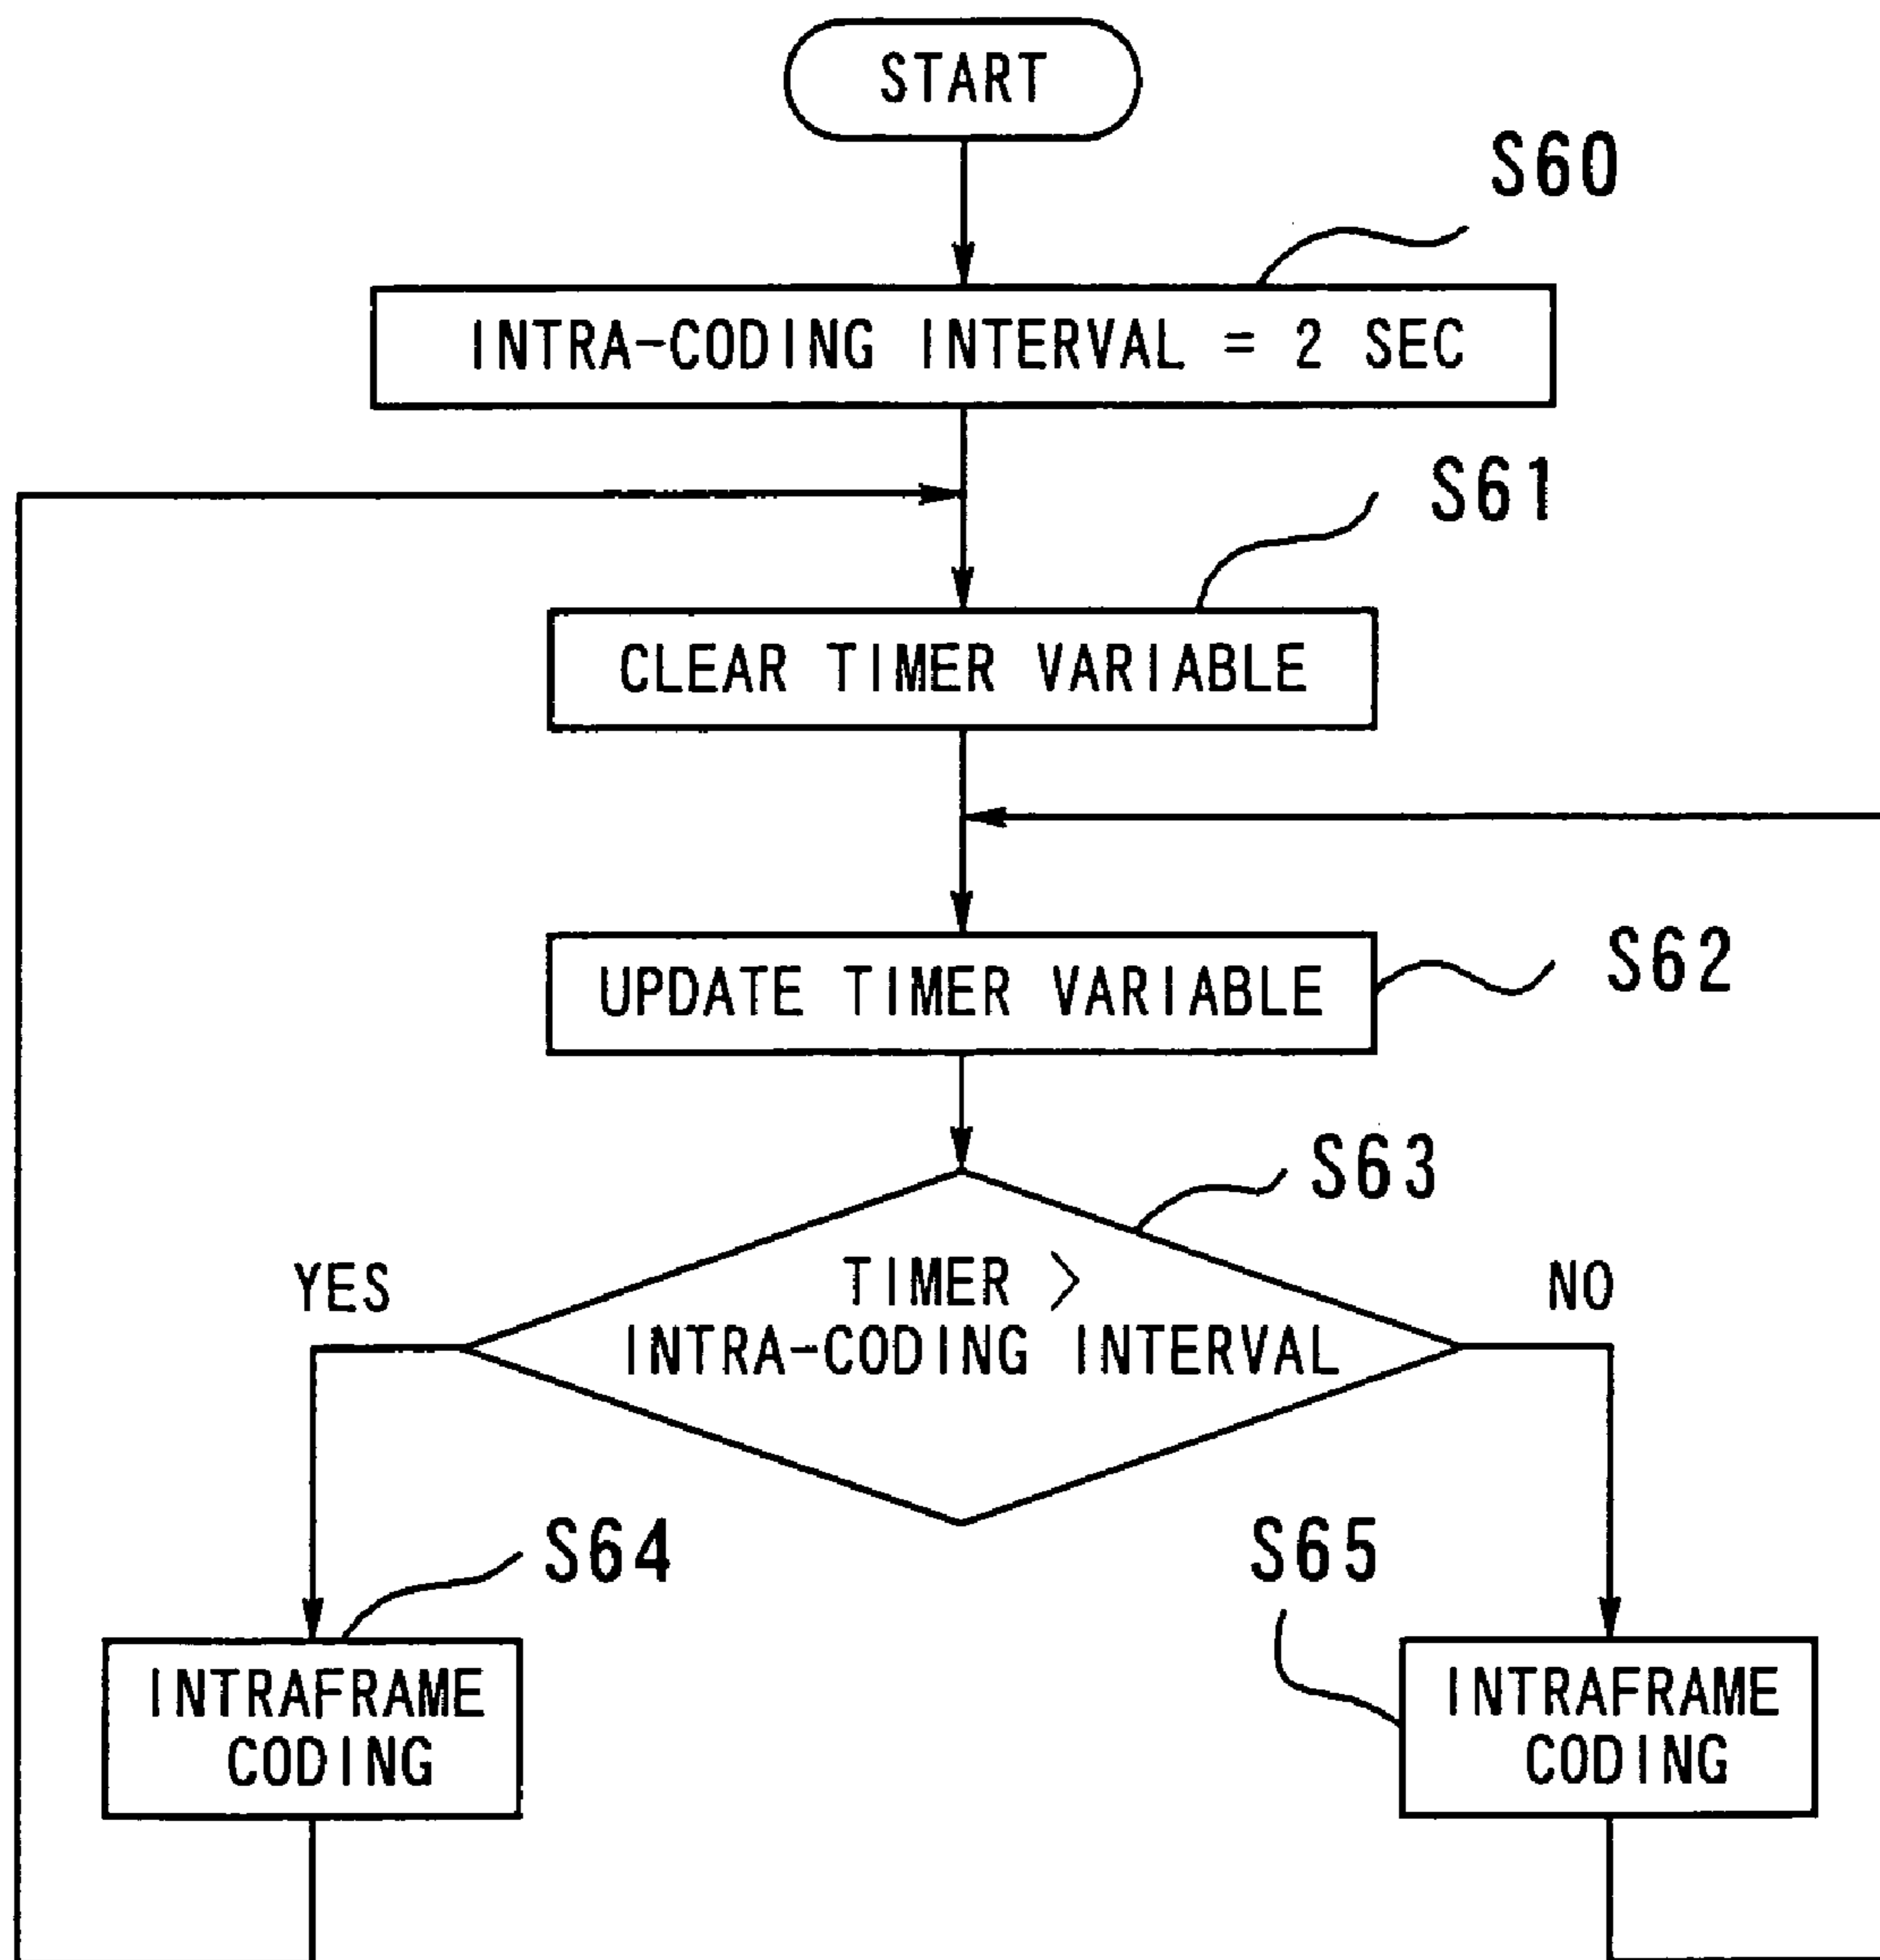 START
S60
INTRA-CODING INTERVAL = 2 SEC
S61
CLEAR TIMER VARIABLE
UPDATE TIMER VARIABLE
S62
S63
YES
TIMER >
INTRA-CODING INTERVAL
NO
S64
S65
INTRAFRAME
CODING
INTRAFRAME
CODING